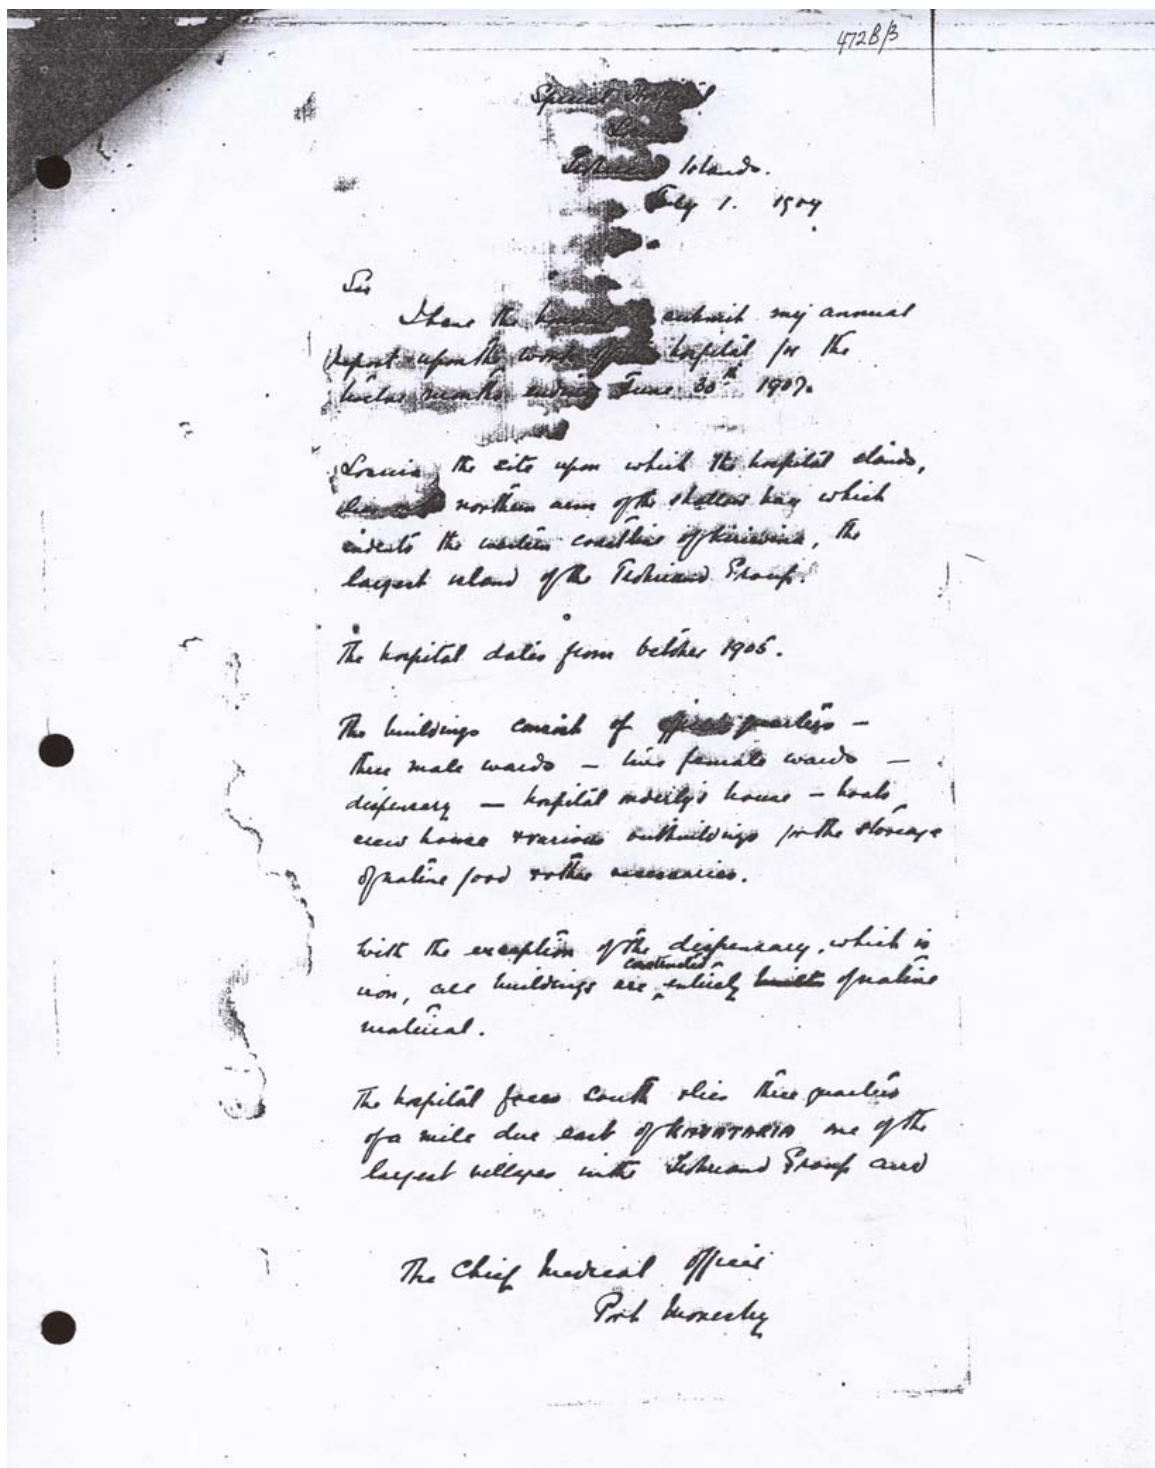 472B/3
Special Hospital
Islands.
July 1. 1907
Sir
I have the submit my annual
report upon the work hospital for the
twelve months ending June 30th 1907.
Losuia, the site upon which the hospital stands,
northern arm of the shallow bay which
indents the western coastline of Kiriwina, the
largest island of the Trobriand Group.
The hospital dates from October 1905.
The buildings consist of quarters —
three male wards — two female wards —
dispensary — hospital orderly's house — boats
crew house & various outbuildings for the storage
of native food & other necessaries.
With the exception of the dispensary, which is
constructed
iron, all buildings are entirely built of native
material.
The hospital faces South & lies three quarters
of a mile due east of KAVATARIA one of the
largest villages in the Trobriand Group and
The Chief Medical Officer
Port Moresby